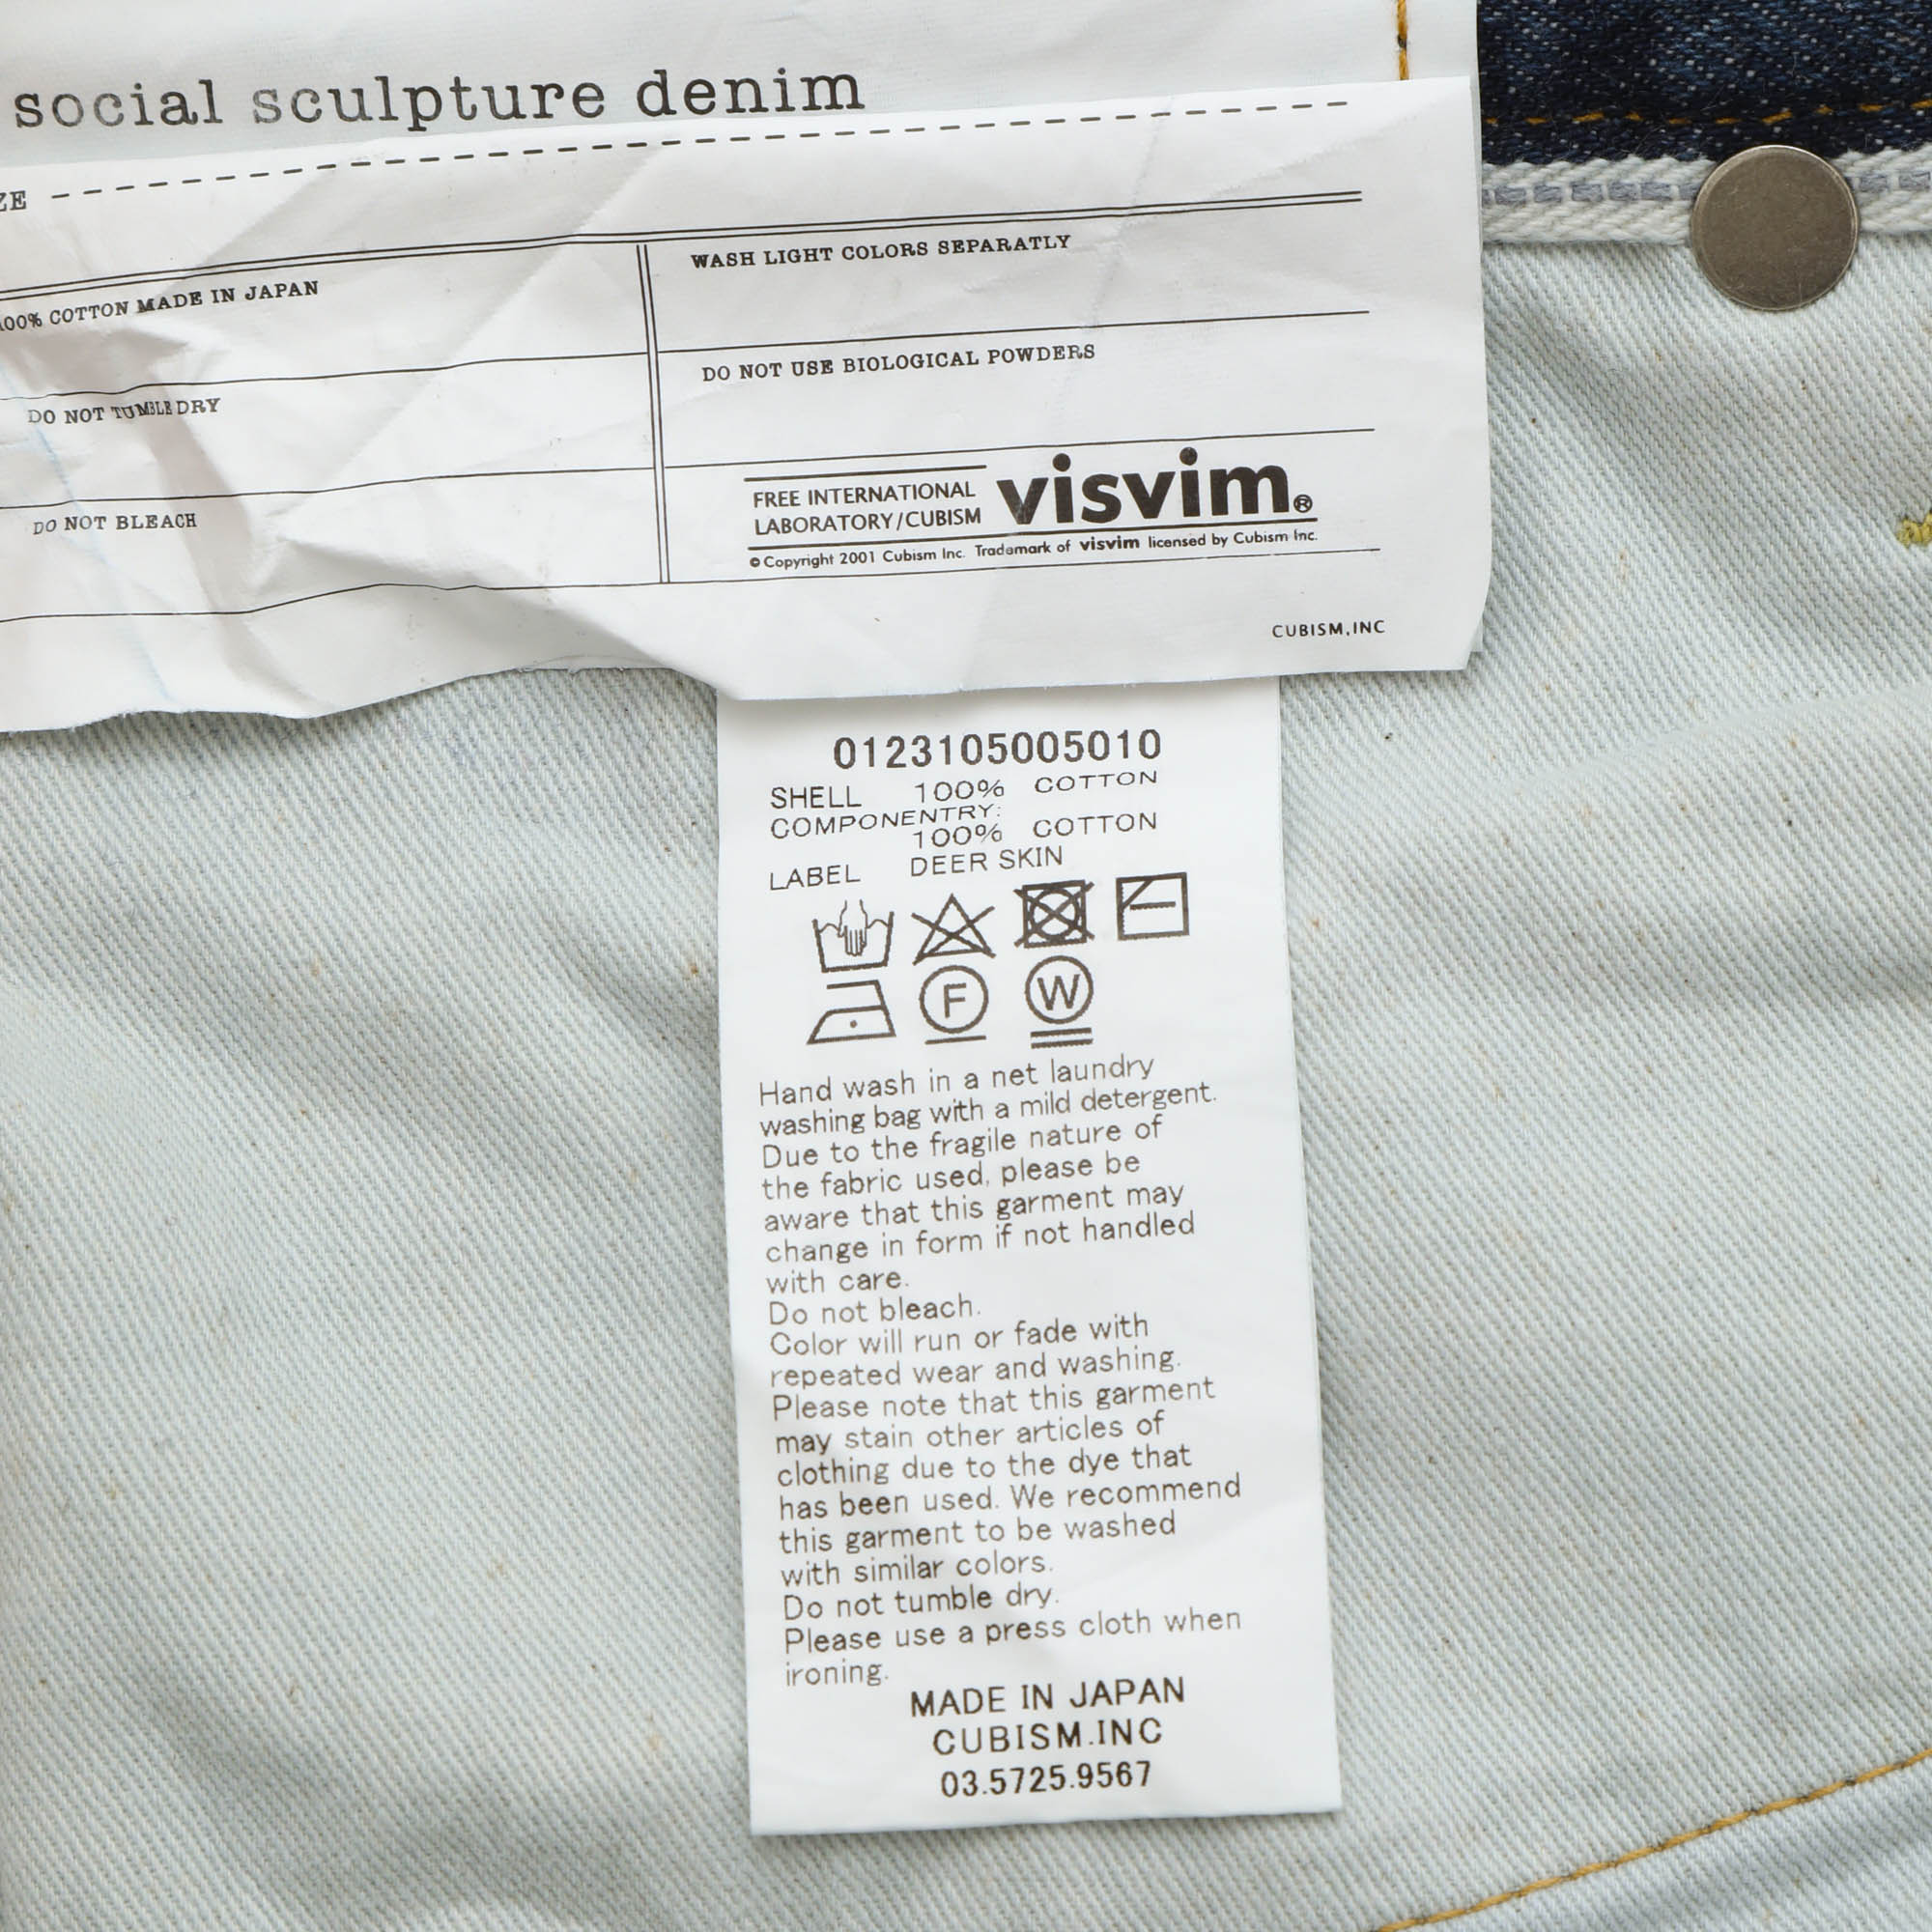 social sculpture denim
ZE
100% COTTON MADE IN JAPAN
DO NOT TUMBLE DRY
DO NOT BLEACH
WASH LIGHT COLORS SEPARATLY
DO NOT USE BIOLOGICAL POWDERS
FREE INTERNATIONAL
LABORATORY/CUBISM
visvim®
© Copyright 2001 Cubism Inc. Trademark of visvim licensed by Cubism Inc.
CUBISM,INC
0123105005010
SHELL 100% COTTON
COMPONENTRY:
100% COTTON
LABEL DEER SKIN
F W
Hand wash in a net laundry
washing bag with a mild detergent.
Due to the fragile nature of
the fabric used, please be
aware that this garment may
change in form if not handled
with care.
Do not bleach.
Color will run or fade with
repeated wear and washing.
Please note that this garment
may stain other articles of
clothing due to the dye that
has been used. We recommend
this garment to be washed
with similar colors.
Do not tumble dry.
Please use a press cloth when
ironing.
MADE IN JAPAN
CUBISM.INC
03.5725.9567